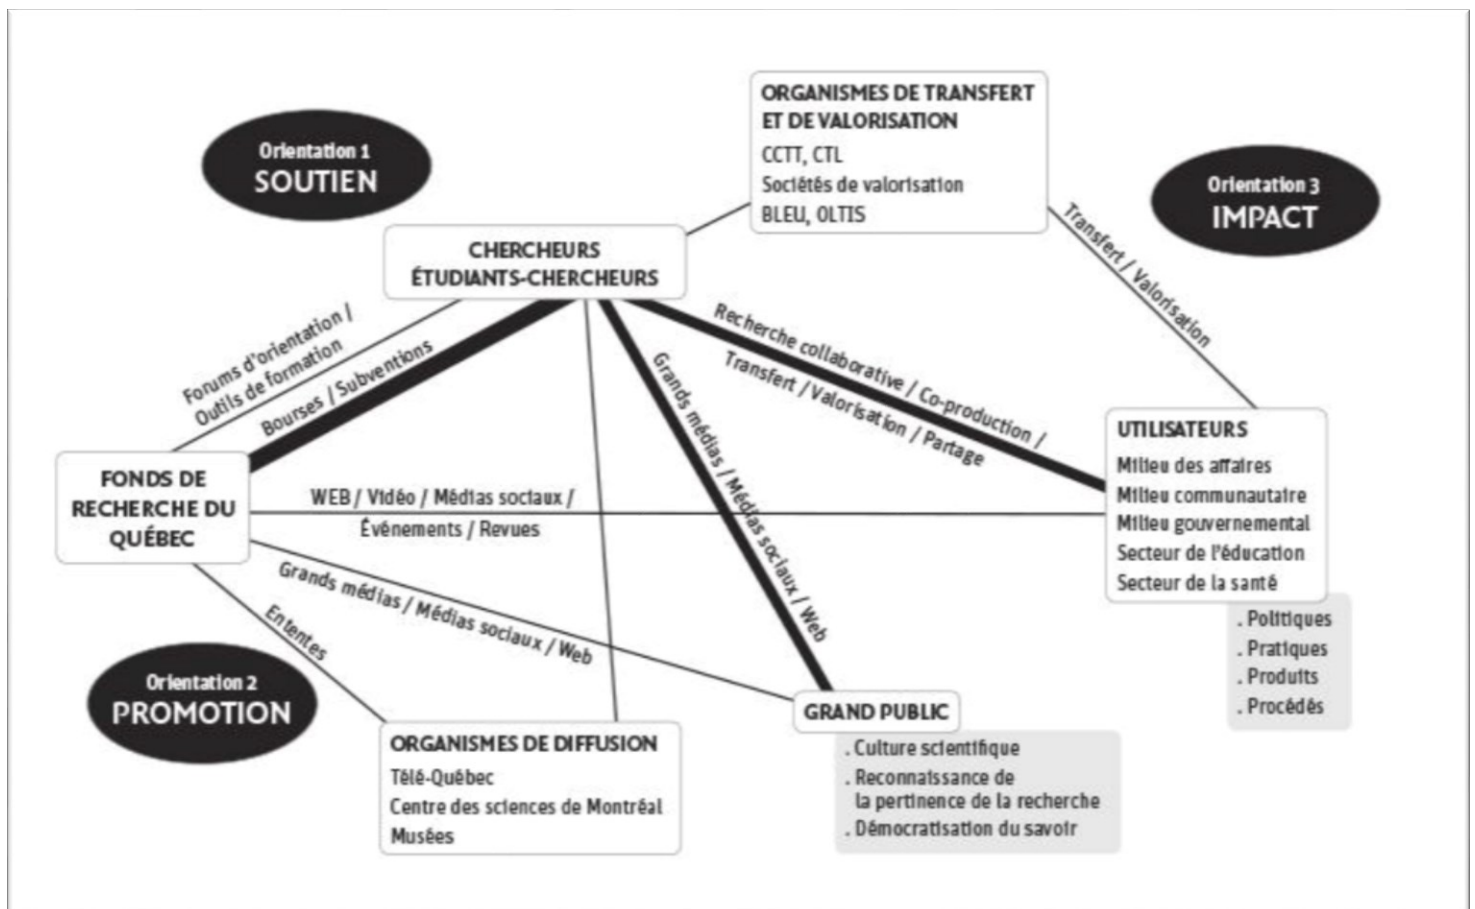 ORGANISMES DE TRANSFERT
ET DE VALORISATION
CCTT, CTL
Sociétés de valorisation
BLEU, OLTIS
Orientation 1
SOUTIEN
Orientation 3
IMPACT
CHERCHEURS
ÉTUDIANTS-CHERCHEURS
Transfert / Valorisation
Forums d'orientation /
Outils de formation
Bourses / Subventions
Recherche collaborative / Co-production /
Transfert / Valorisation / Partage
Grands médias / Médias sociaux / Web
FONDS DE
RECHERCHE DU
QUÉBEC
WEB / Vidéo / Médias sociaux /
Événements / Revues
UTILISATEURS
Milieu des affaires
Milieu communautaire
Milieu gouvernemental
Secteur de l'éducation
Secteur de la santé
. Politiques
. Pratiques
. Produits
. Procédés
Grands médias / Médias sociaux / Web
Ententes
Orientation 2
PROMOTION
ORGANISMES DE DIFFUSION
Télé-Québec
Centre des sciences de Montréal
Musées
GRAND PUBLIC
. Culture scientifique
. Reconnaissance de
la pertinence de la recherche
. Démocratisation du savoir